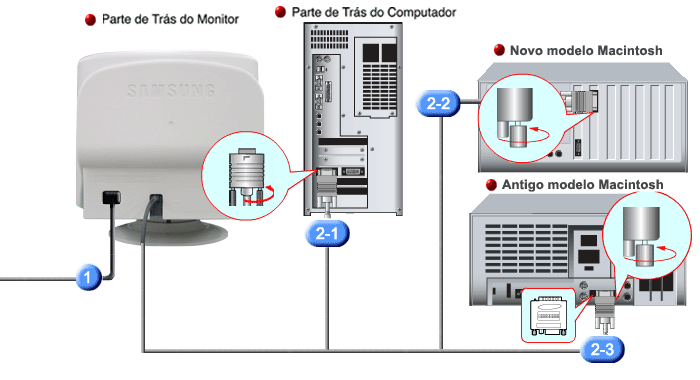 Parte de Trás do Monitor
Parte de Trás do Computador
Novo modelo Macintosh
SAMSUNG
2-2
Antigo modelo Macintosh
2-1
1
2-3